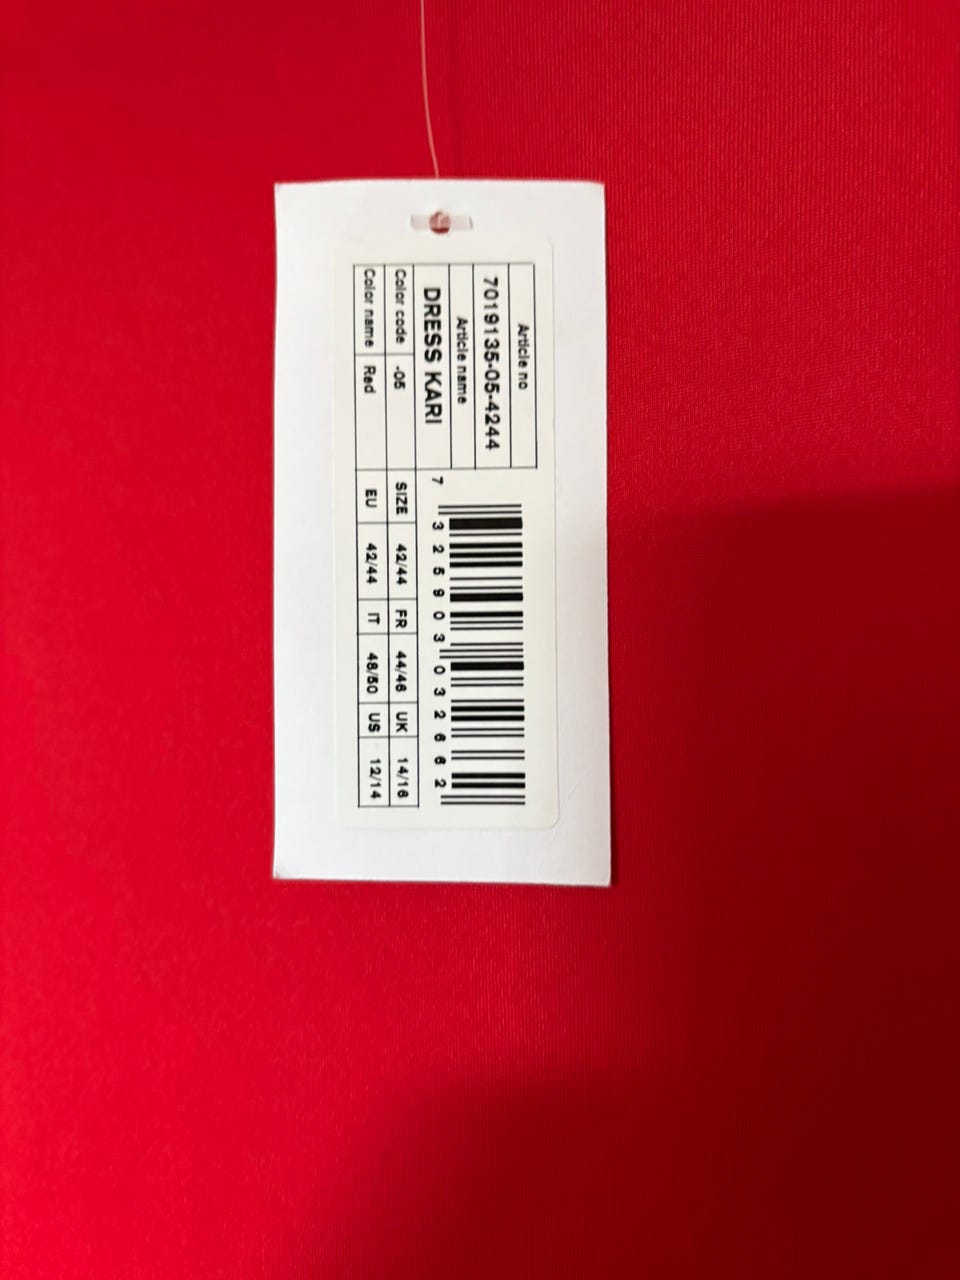 Article no
7019135-05-4244
Article name
DRESS KARI
Color code -05
Color name Red
7 325903 032662
SIZE 42/44 FR 44/46 UK 14/16
EU 42/44 IT 48/50 US 12/14